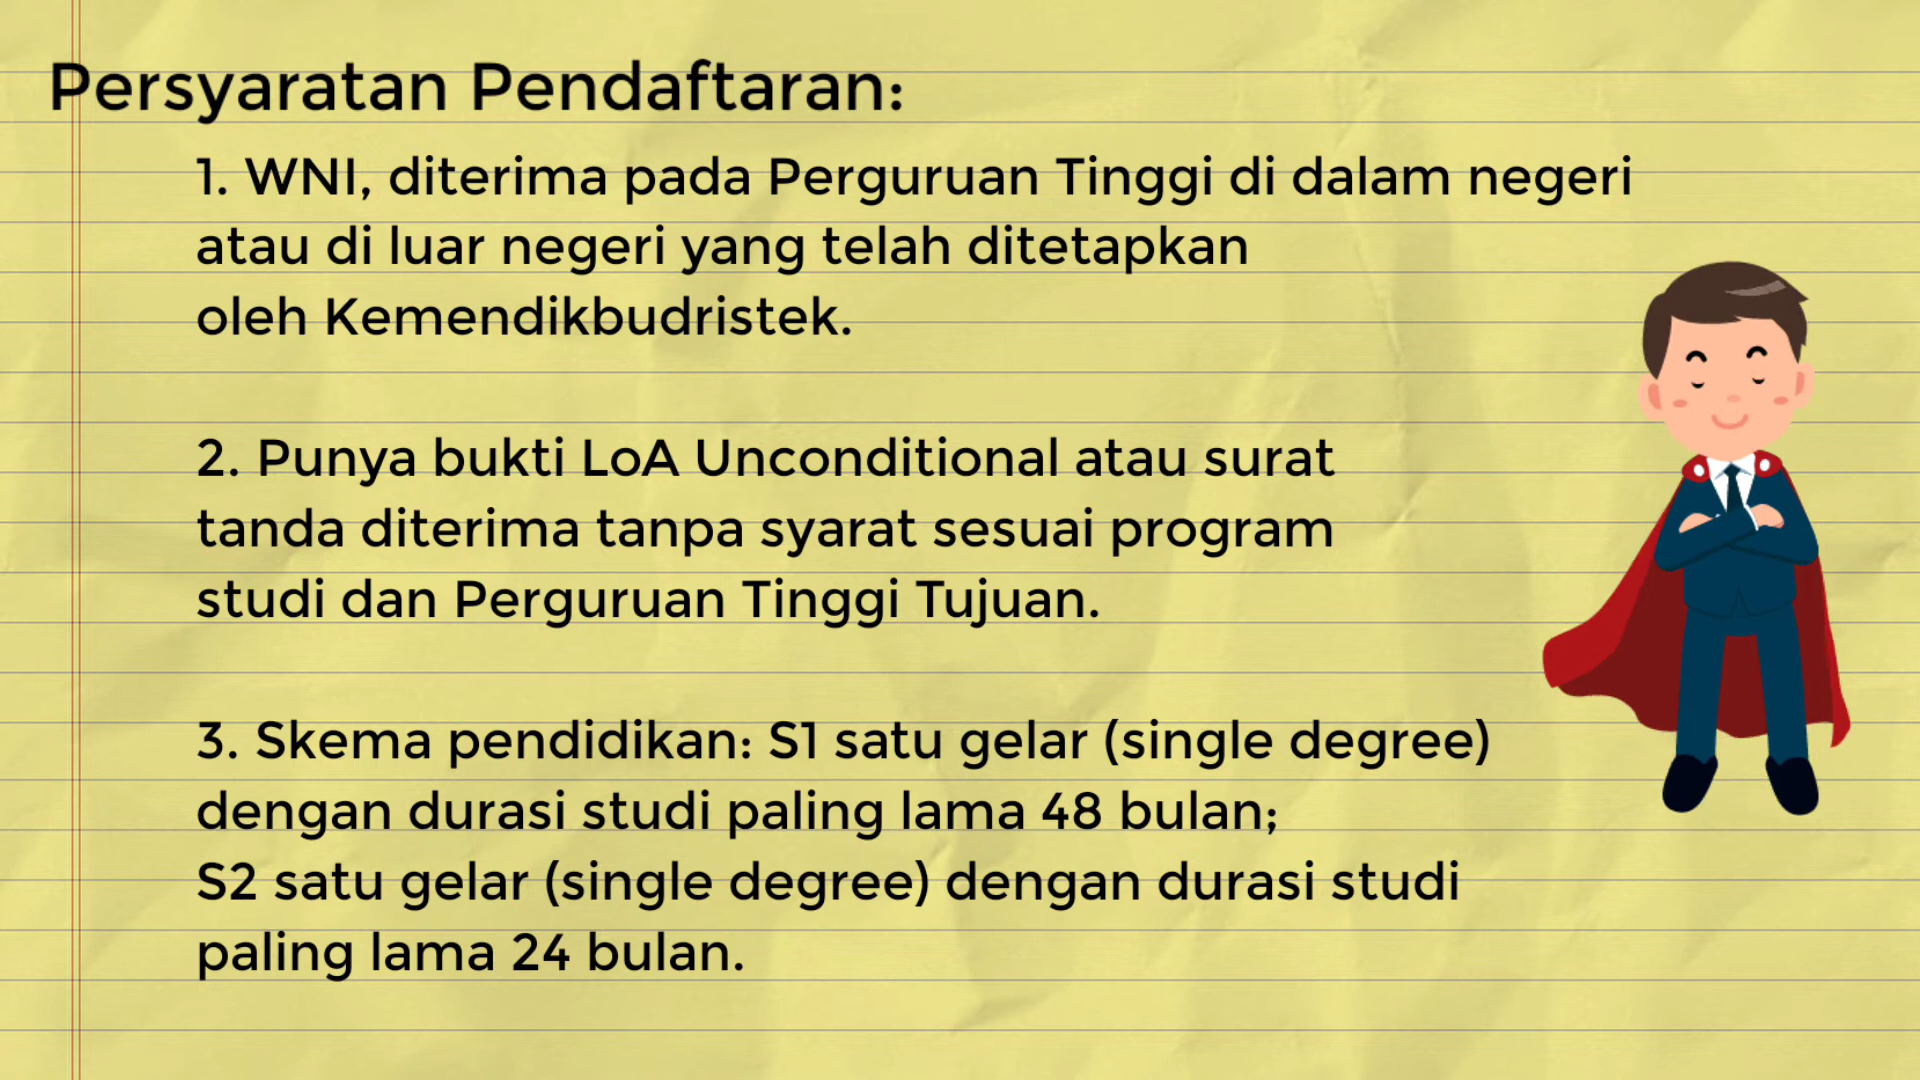 Persyaratan Pendaftaran:
1. WNI, diterima pada Perguruan Tinggi di dalam negeri
atau di luar negeri yang telah ditetapkan
oleh Kemendikbudristek.
2. Punya bukti LoA Unconditional atau surat
tanda diterima tanpa syarat sesuai program
studi dan Perguruan Tinggi Tujuan.
3. Skema pendidikan: S1 satu gelar (single degree)
dengan durasi studi paling lama 48 bulan;
S2 satu gelar (single degree) dengan durasi studi
paling lama 24 bulan.